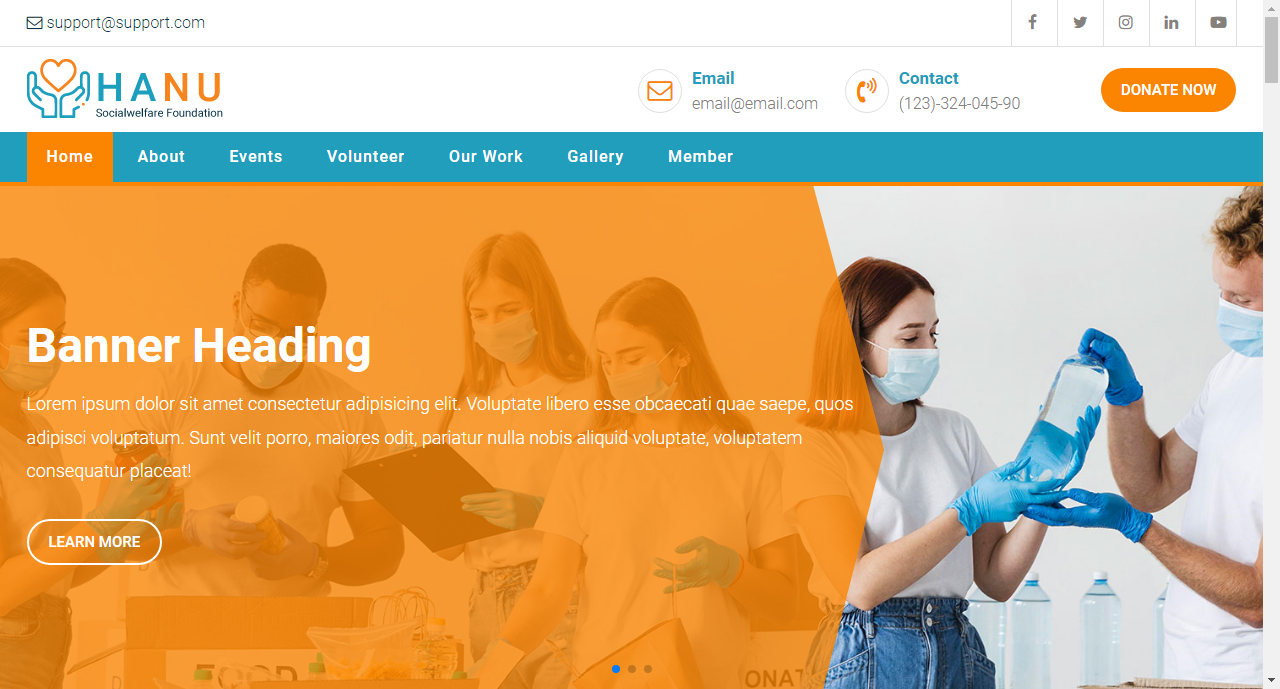 support@support.com
HANU
Socialwelfare Foundation
Email
email@email.com
Contact
(123)-324-045-90
DONATE NOW
Home About Events Volunteer Our Work Gallery Member
Banner Heading
Lorem ipsum dolor sit amet consectetur adipisicing elit. Voluptate libero esse obcaecati quae saepe, quos
adipisci voluptatum. Sunt velit porro, maiores odit, pariatur nulla nobis aliquid voluptate, voluptatem
consequatur placeat!
LEARN MORE
FOOD